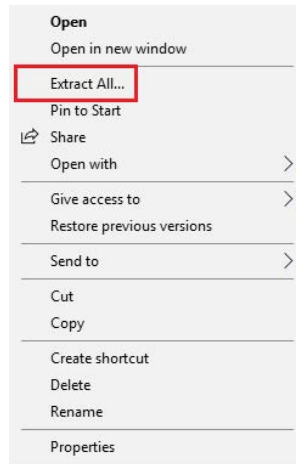 Open
Open in new window
Extract All...
Pin to Start
Share
Open with
Give access to
Restore previous versions
Send to
Cut
Copy
Create shortcut
Delete
Rename
Properties